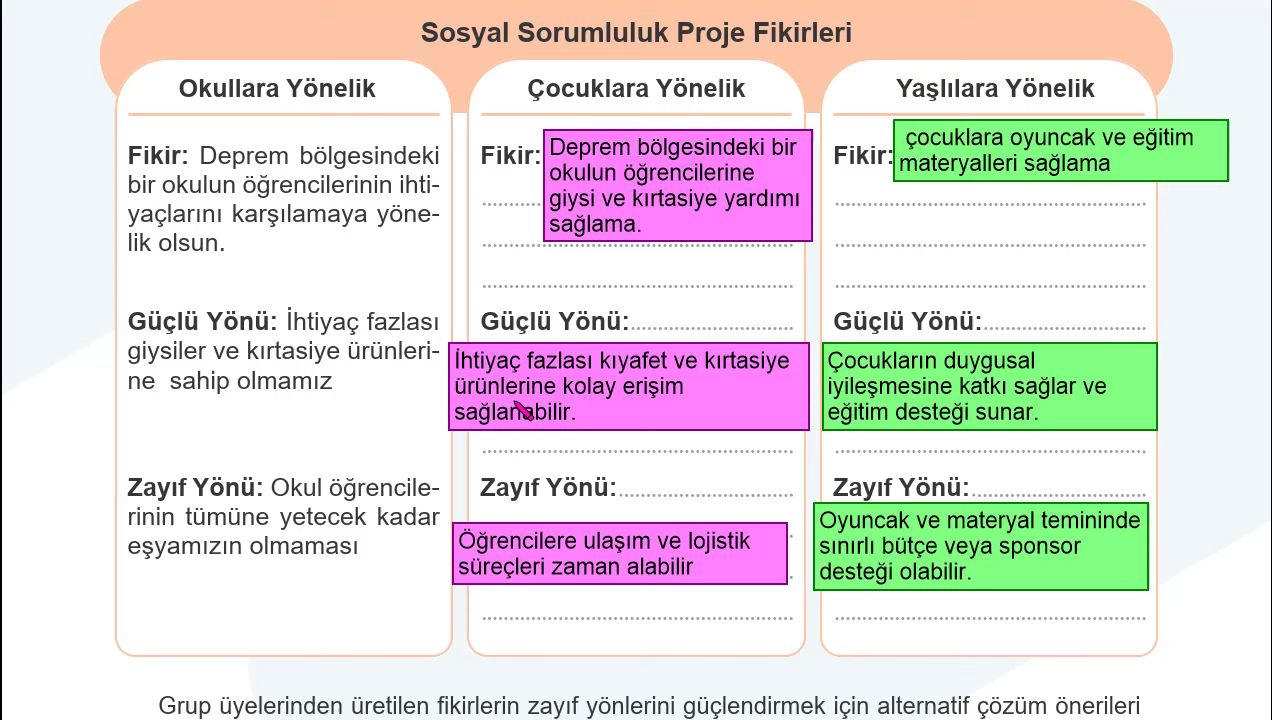 Sosyal Sorumluluk Proje Fikirleri
Okullara Yönelik
Fikir: Deprem bölgesindeki
bir okulun öğrencilerinin ihti-
yaçlarını karşılamaya yöne-
lik olsun.
Güçlü Yönü: İhtiyaç fazlası
giysiler ve kırtasiye ürünleri-
ne sahip olmamız
Zayıf Yönü: Okul öğrencile-
rinin tümüne yetecek kadar
eşyamızın olmaması
Çocuklara Yönelik
Fikir:
Deprem bölgesindeki bir
okulun öğrencilerine
giysi ve kırtasiye yardımı
sağlama.
Güçlü Yönü:
İhtiyaç fazlası kıyafet ve kırtasiye
ürünlerine kolay erişim
sağlanabilir.
Zayıf Yönü:
Öğrencilere ulaşım ve lojistik
süreçleri zaman alabilir
Yaşlılara Yönelik
Fikir:
çocuklara oyuncak ve eğitim
materyalleri sağlama
Güçlü Yönü:
Çocukların duygusal
iyileşmesine katkı sağlar ve
eğitim desteği sunar.
Zayıf Yönü:
Oyuncak ve materyal temininde
sınırlı bütçe veya sponsor
desteği olabilir.
Grup üyelerinden üretilen fikirlerin zayıf yönlerini güçlendirmek için alternatif çözüm önerileri